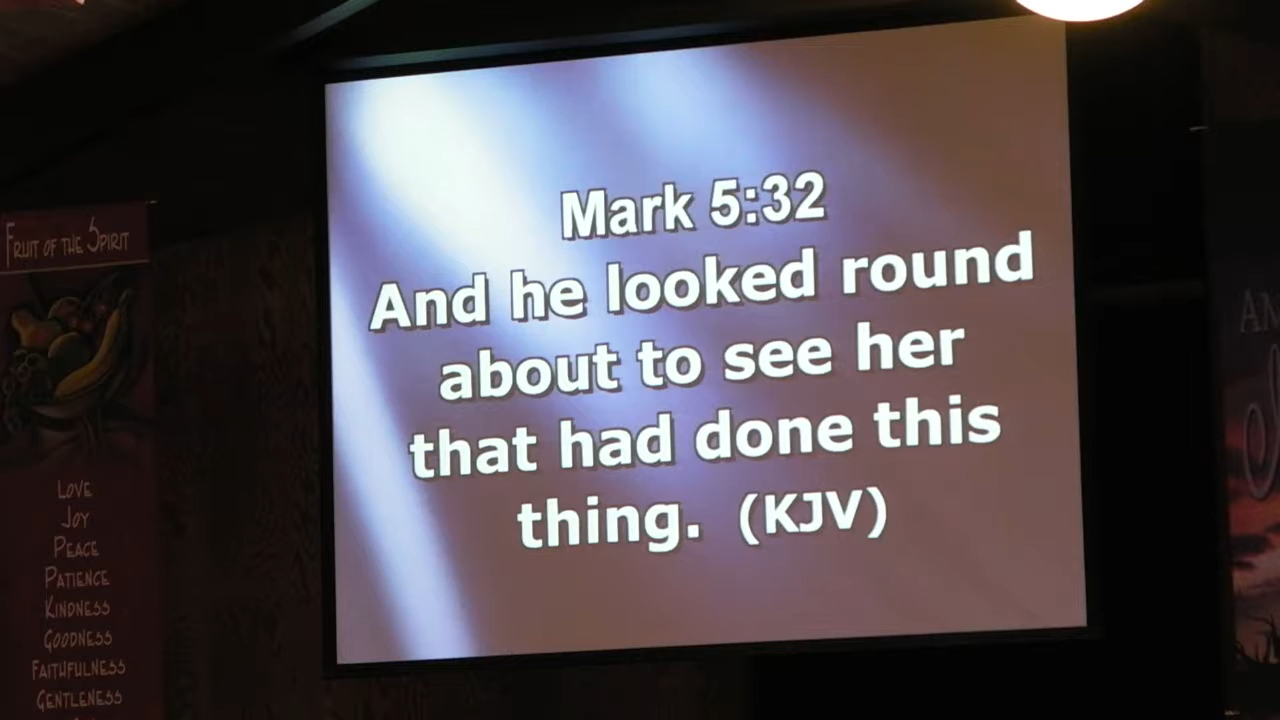 Mark 5:32
And he looked round
about to see her
that had done this
thing. (KJV)
FRUIT OF THE SPIRIT
LOVE
JOY
PEACE
PATIENCE
KINDNESS
GOODNESS
FAITHFULNESS
GENTLENESS